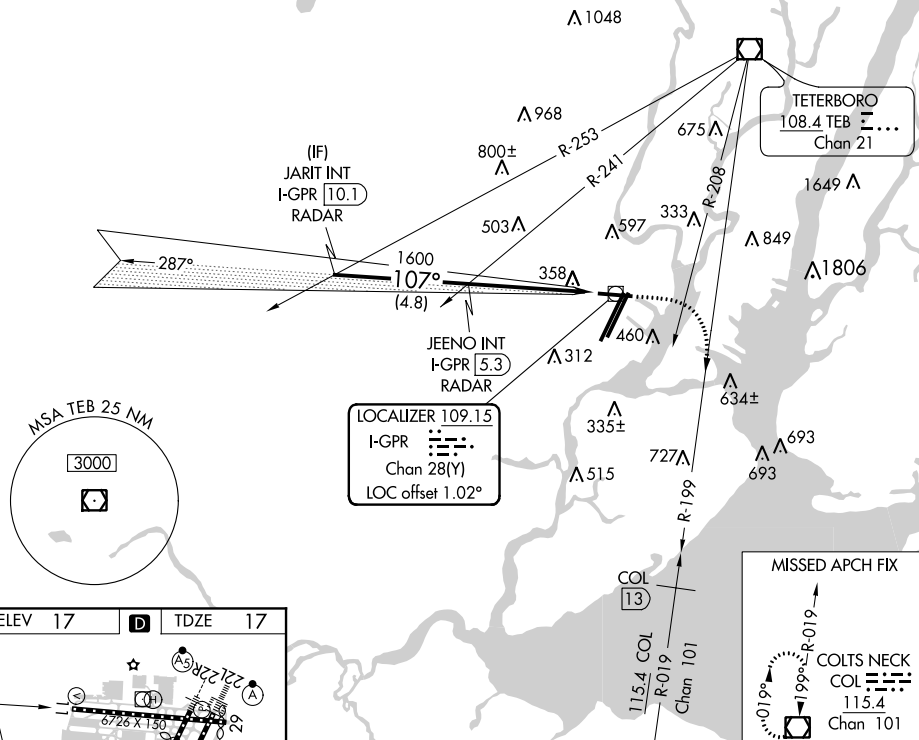 1048
TETERBORO
108.4 TEB
Chan 21
968
675
R-253
800±
R-241
R-208
1649
(IF)
JARIT INT
I-GPR 10.1
RADAR
503
597
333
849
1806
287°
1600
107°
(4.8)
358
460
JEENO INT
I-GPR 5.3
RADAR
312
634±
LOCALIZER 109.15
I-GPR
Chan 28(Y)
LOC offset 1.02°
335±
693
693
727
515
R-199
MSA TEB 25 NM
3000
COL
13
115.4 COL
R-019
Chan 101
MISSED APCH FIX
R-019
019°
199°
COLTS NECK
COL
115.4
Chan 101
ELEV 17
D
TDZE 17
A5
22R
22L
A
V
H
11
6726 X 150
29